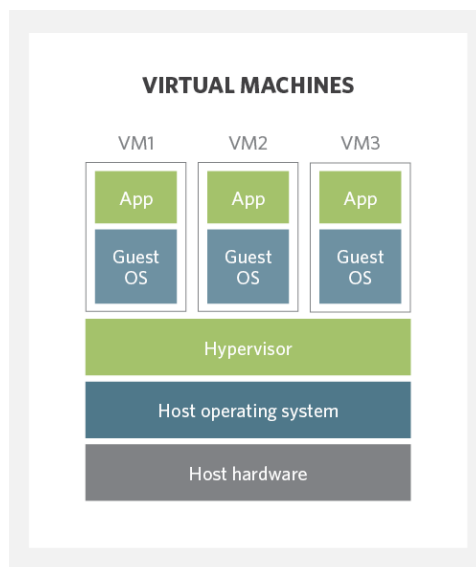 VIRTUAL MACHINES
VM1 VM2 VM3
App App App
Guest Guest Guest
OS OS OS
Hypervisor
Host operating system
Host hardware